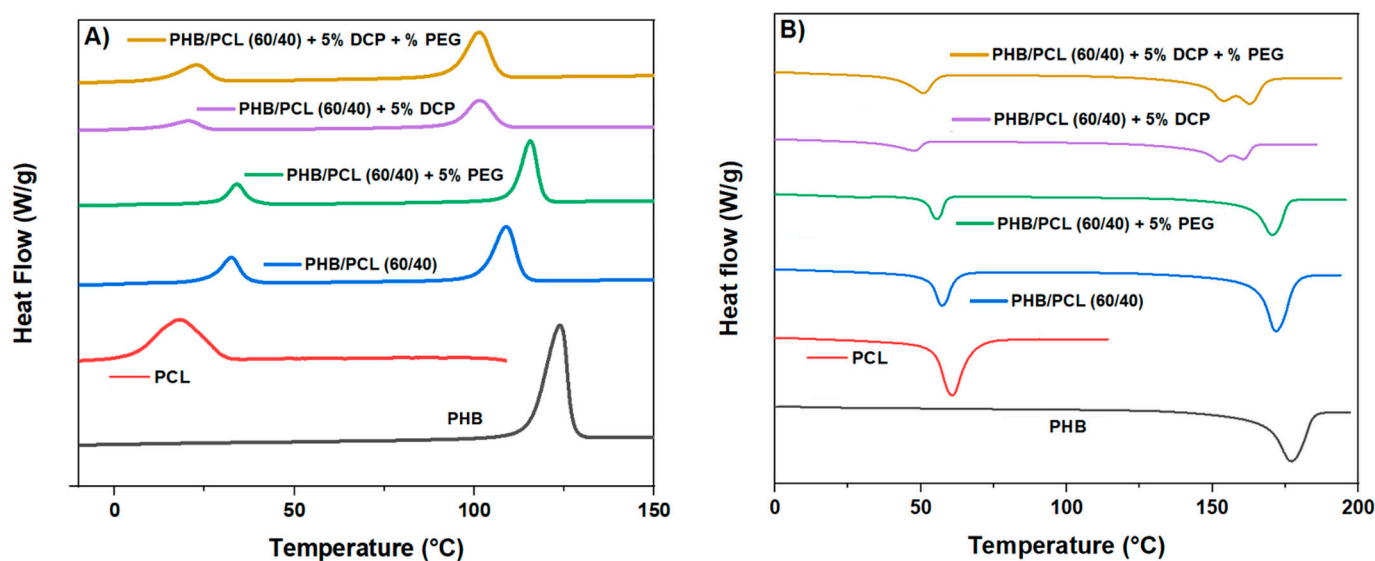 A)
PHB/PCL (60/40) + 5% DCP + % PEG
PHB/PCL (60/40) + 5% DCP
PHB/PCL (60/40) + 5% PEG
PHB/PCL (60/40)
PCL
PHB
Heat Flow (W/g)
0 50 100 150
Temperature (°C)
B)
PHB/PCL (60/40) + 5% DCP + % PEG
PHB/PCL (60/40) + 5% DCP
PHB/PCL (60/40) + 5% PEG
PHB/PCL (60/40)
PCL
PHB
Heat flow (W/g)
0 50 100 150 200
Temperature (°C)